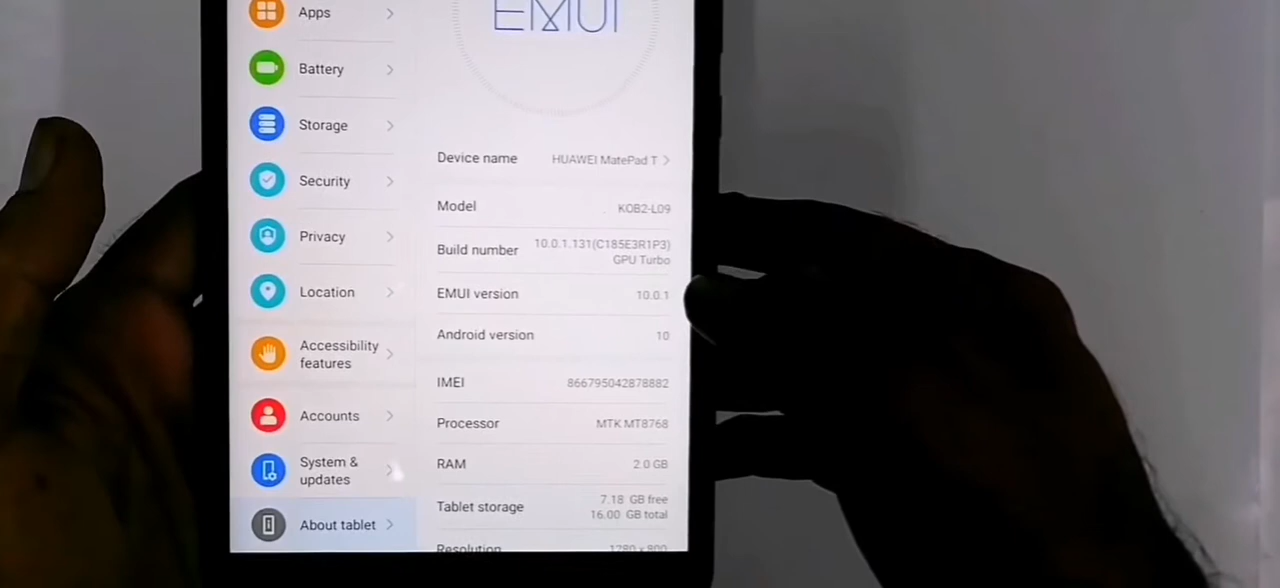 Apps
Battery
Storage
Security
Privacy
Location
Accessibility
features
Accounts
System &
updates
About tablet
EMUI
Device name HUAWEI MatePad T
Model KOB2-L09
Build number 10.0.1.131(C185E3R1P3)
GPU Turbo
EMUI version 10.0.1
Android version 10
IMEI 866795042878882
Processor MTK MT8768
RAM 2.0 GB
Tablet storage 7.18 GB free
16.00 GB total
Resolution 1280 x 800